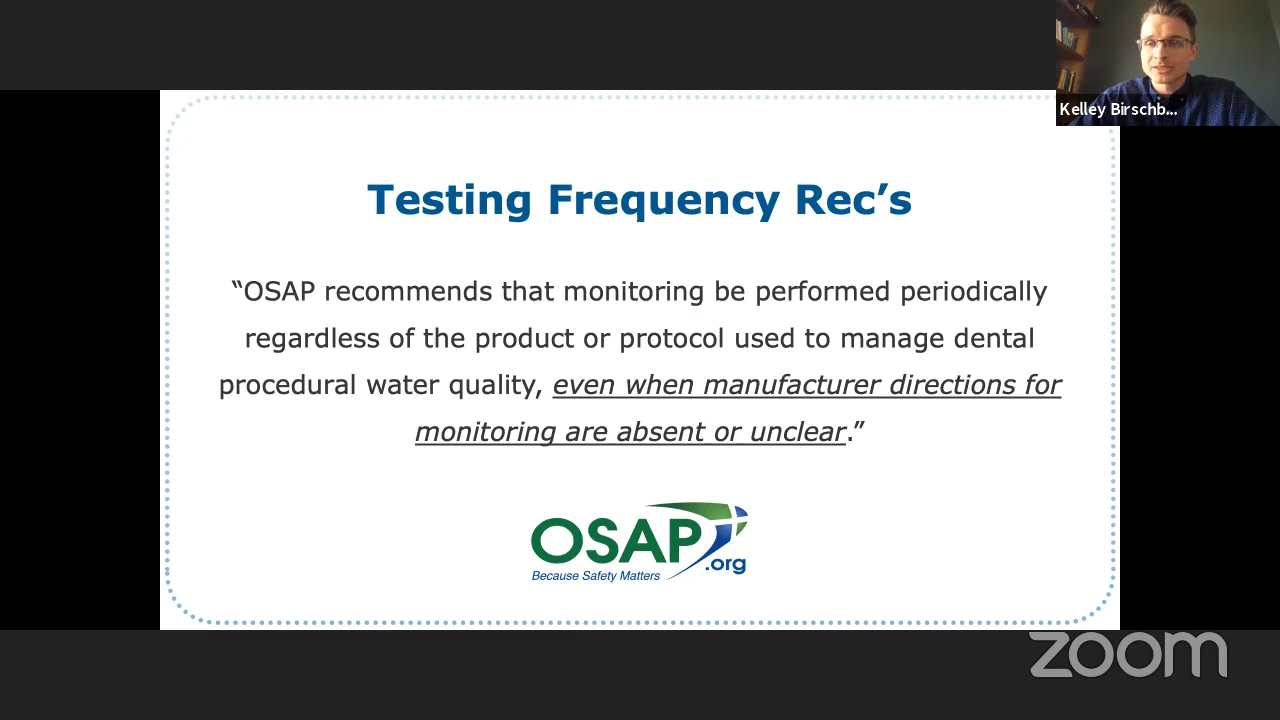 Kelley Birschb...
Testing Frequency Rec’s
“OSAP recommends that monitoring be performed periodically
regardless of the product or protocol used to manage dental
procedural water quality, even when manufacturer directions for
monitoring are absent or unclear.”
OSAP
.org
Because Safety Matters
zoom